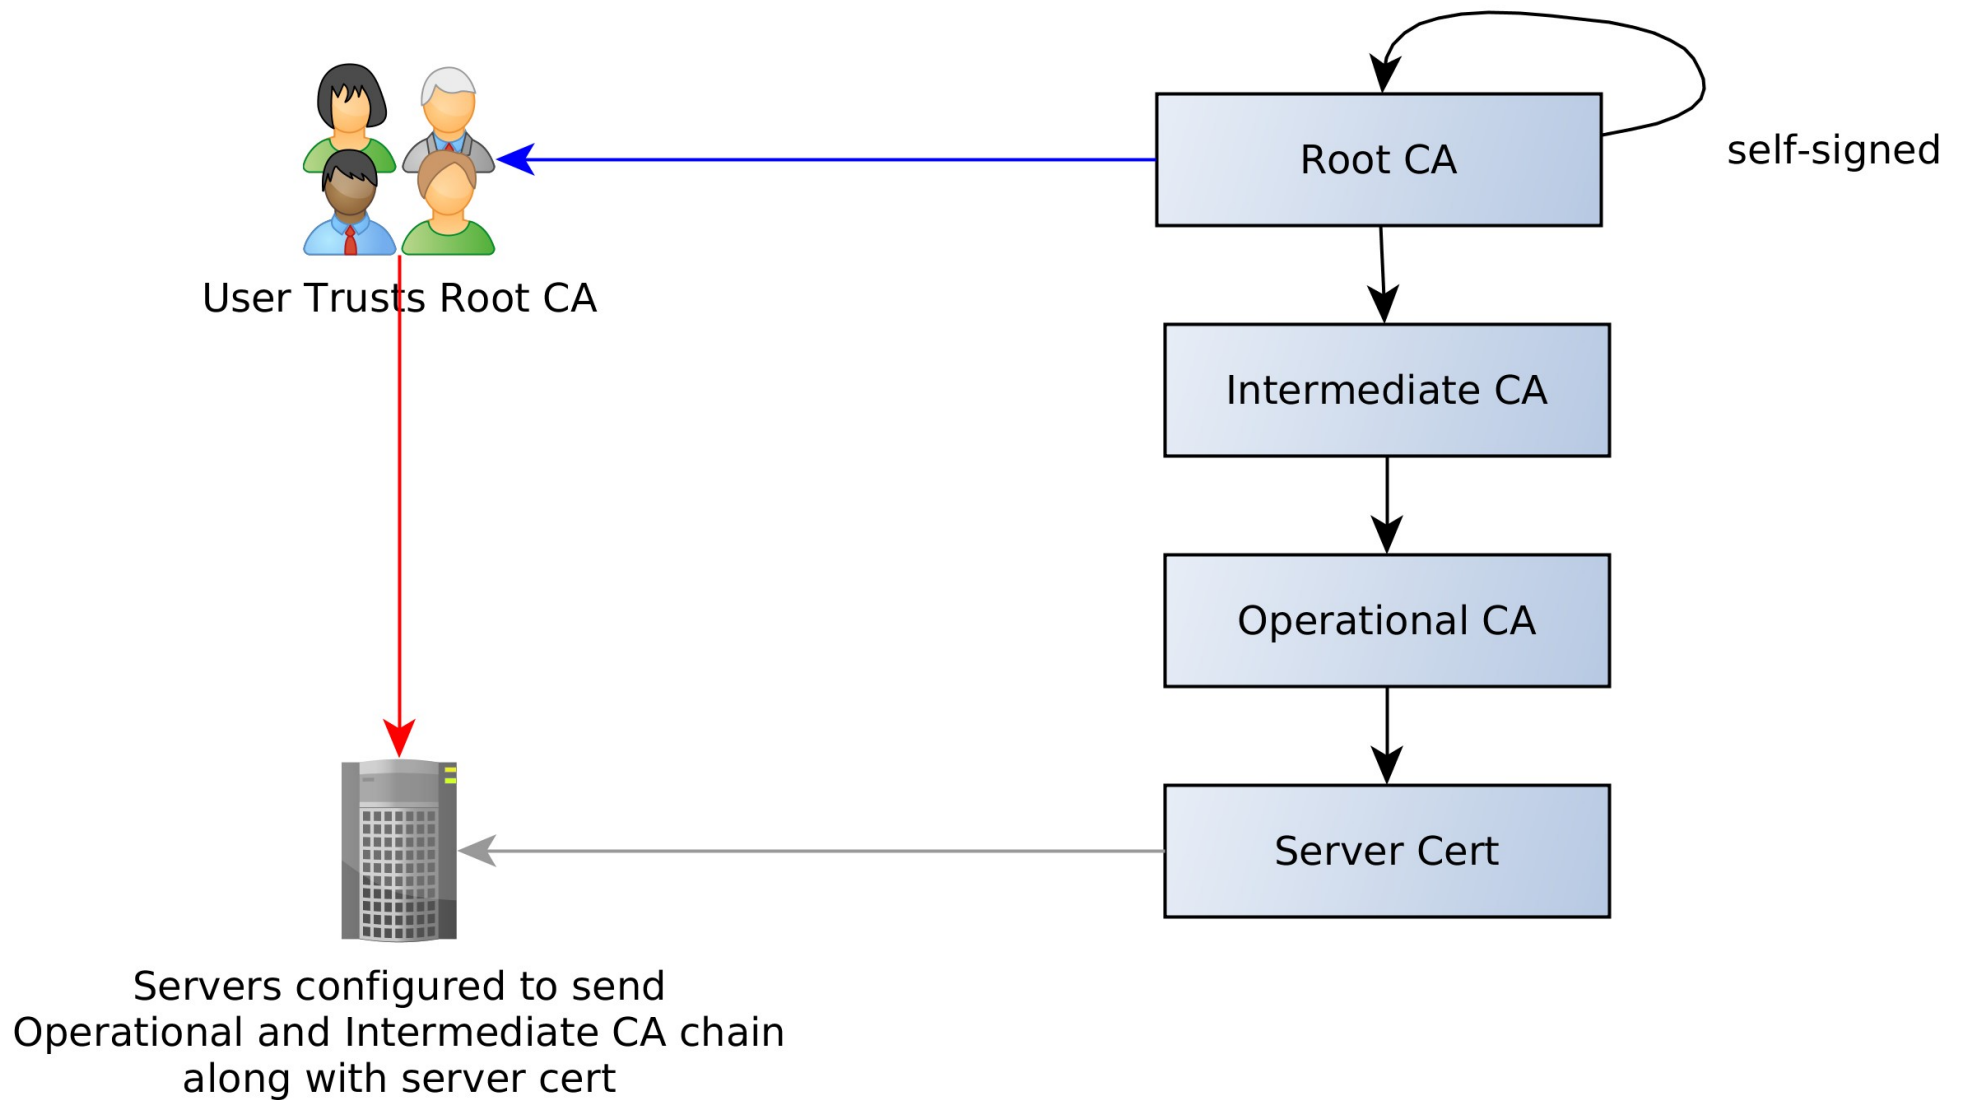 Root CA
self-signed
User Trusts Root CA
Intermediate CA
Operational CA
Server Cert
Servers configured to send
Operational and Intermediate CA chain
along with server cert